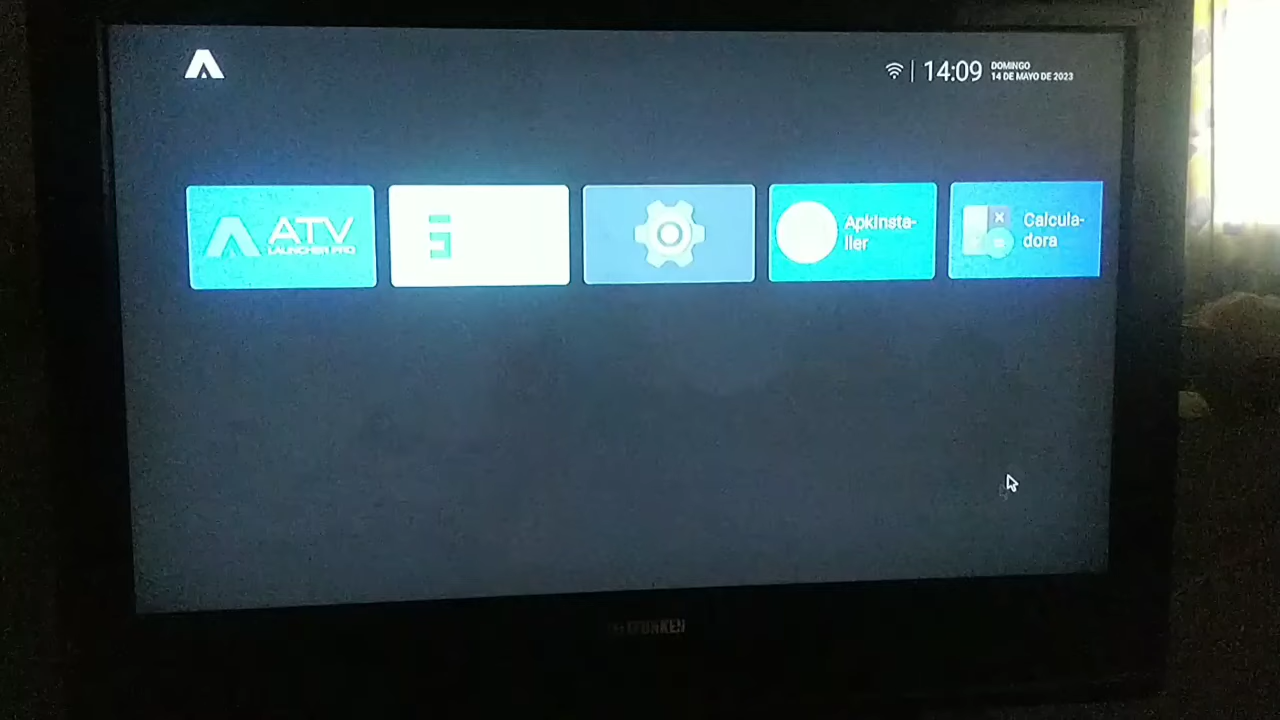 14:09
DOMINGO
14 DE MAYO DE 2023
ATV
LAUNCHER PRO
Apkinsta-
ller
Calcula-
dora